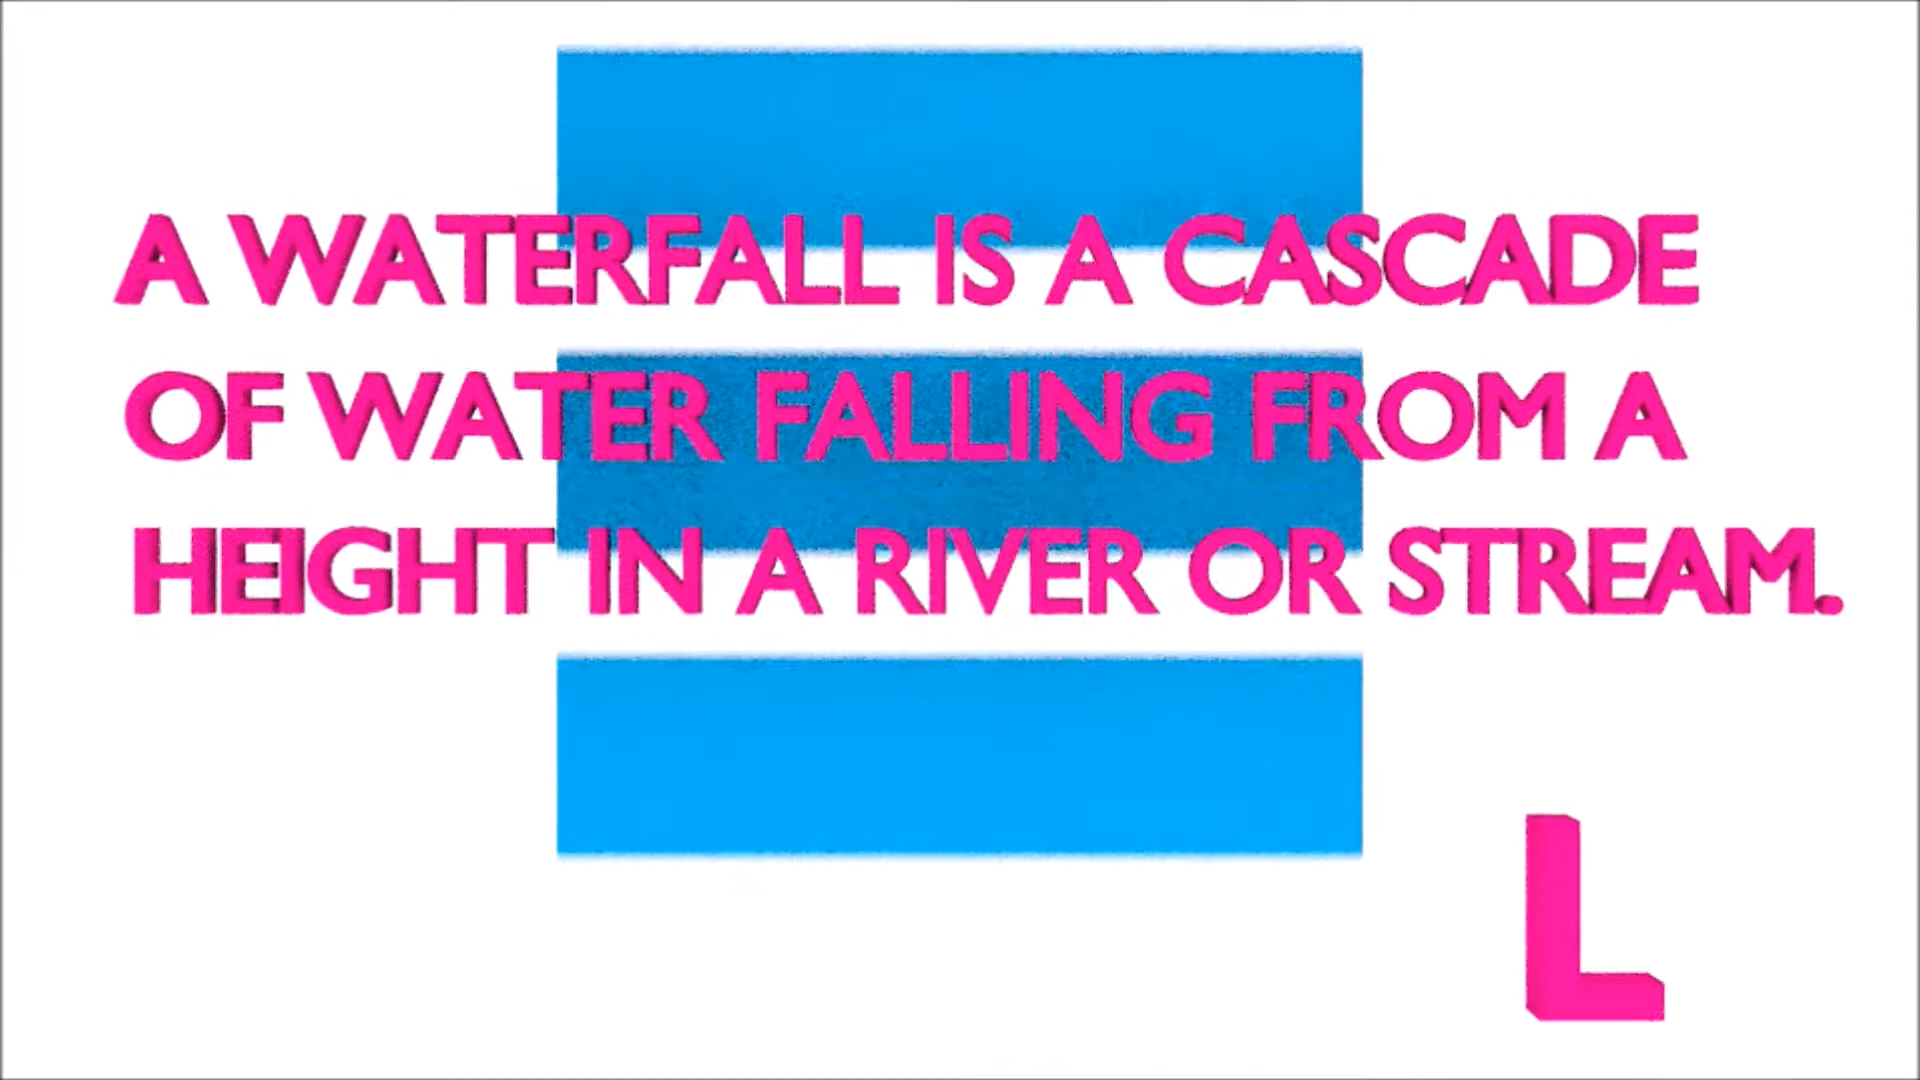 A WATERFALL IS A CASCADE
OF WATER FALLING FROM A
HEIGHT IN A RIVER OR STREAM.
L